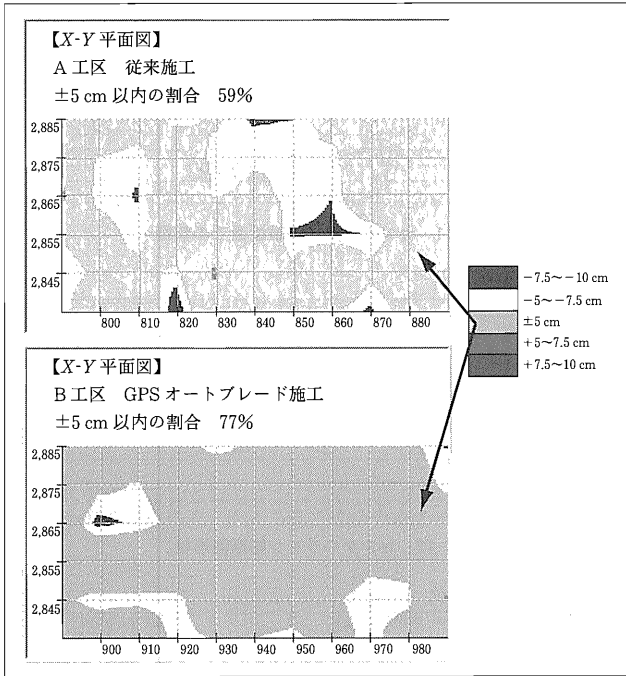 【X-Y 平面図】
A 工区 従来施工
±5 cm 以内の割合 59%
2,885
2,875
2,865
2,855
2,845
800 810 820 830 840 850 860 870 880
【X-Y 平面図】
B 工区 GPS オートブレード施工
±5 cm 以内の割合 77%
2,885
2,875
2,865
2,855
2,845
900 910 920 930 940 950 960 970 980
−7.5～−10 cm
−5～−7.5 cm
±5 cm
+5～7.5 cm
+7.5～10 cm